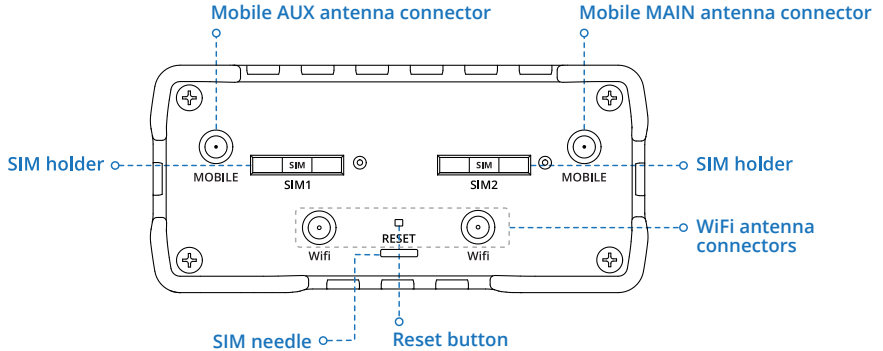 Mobile AUX antenna connector
Mobile MAIN antenna connector
SIM holder
MOBILE
SIM
SIM1
SIM
SIM2
MOBILE
SIM holder
RESET
Wifi
Wifi
WiFi antenna
connectors
SIM needle
Reset button